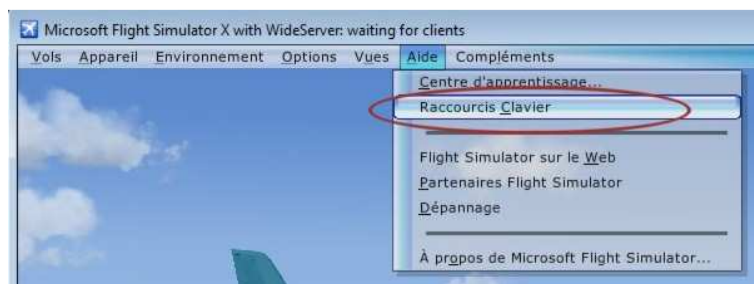 Microsoft Flight Simulator X with WideServer: waiting for clients
Vols Appareil Environnement Options Vues Aide Compléments
Centre d'apprentissage...
Raccourcis Clavier
Flight Simulator sur le Web
Partenaires Flight Simulator
Dépannage
À propos de Microsoft Flight Simulator...